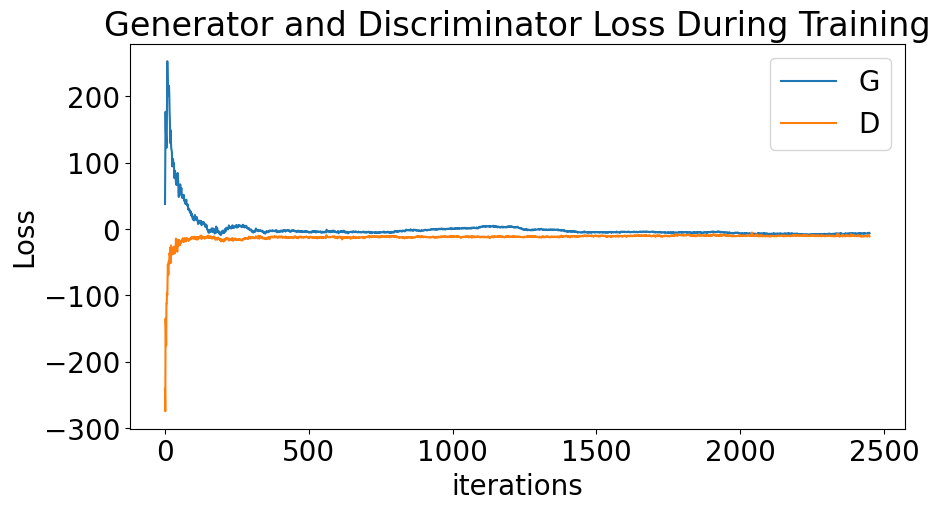 Generator and Discriminator Loss During Training
G
D
200
100
0
−100
−200
−300
Loss
0 500 1000 1500 2000 2500
iterations